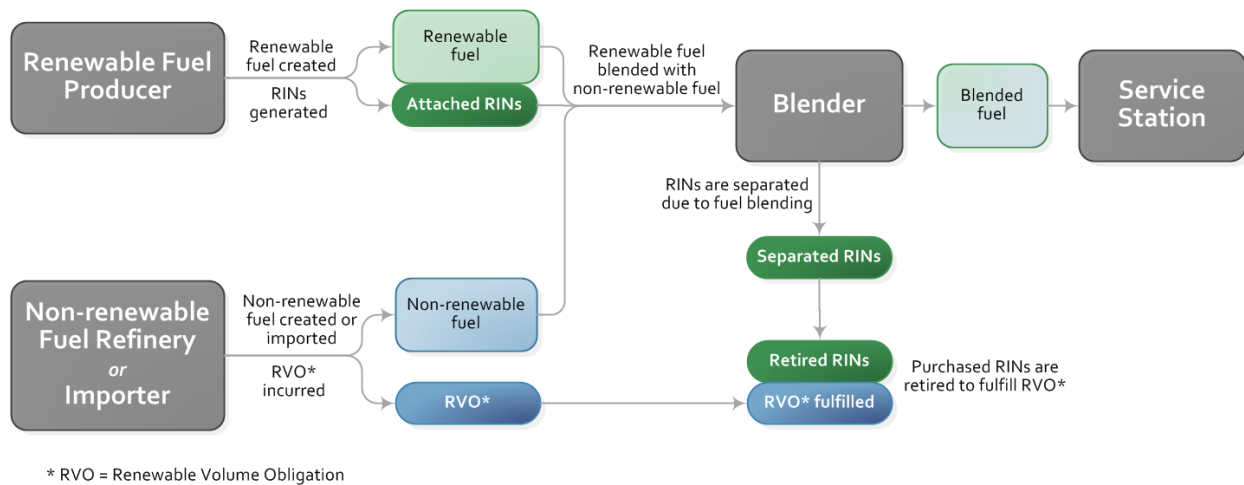 Renewable Fuel
Producer
Renewable
fuel created
RINs
generated
Renewable
fuel
Attached RINs
Renewable fuel
blended with
non-renewable fuel
Blender
Blended
fuel
Service
Station
RINs are separated
due to fuel blending
Separated RINs
Non-renewable
Fuel Refinery
or
Importer
Non-renewable
fuel created or
imported
RVO*
incurred
Non-renewable
fuel
RVO*
Retired RINs
RVO* fulfilled
Purchased RINs are
retired to fulfill RVO*
* RVO = Renewable Volume Obligation